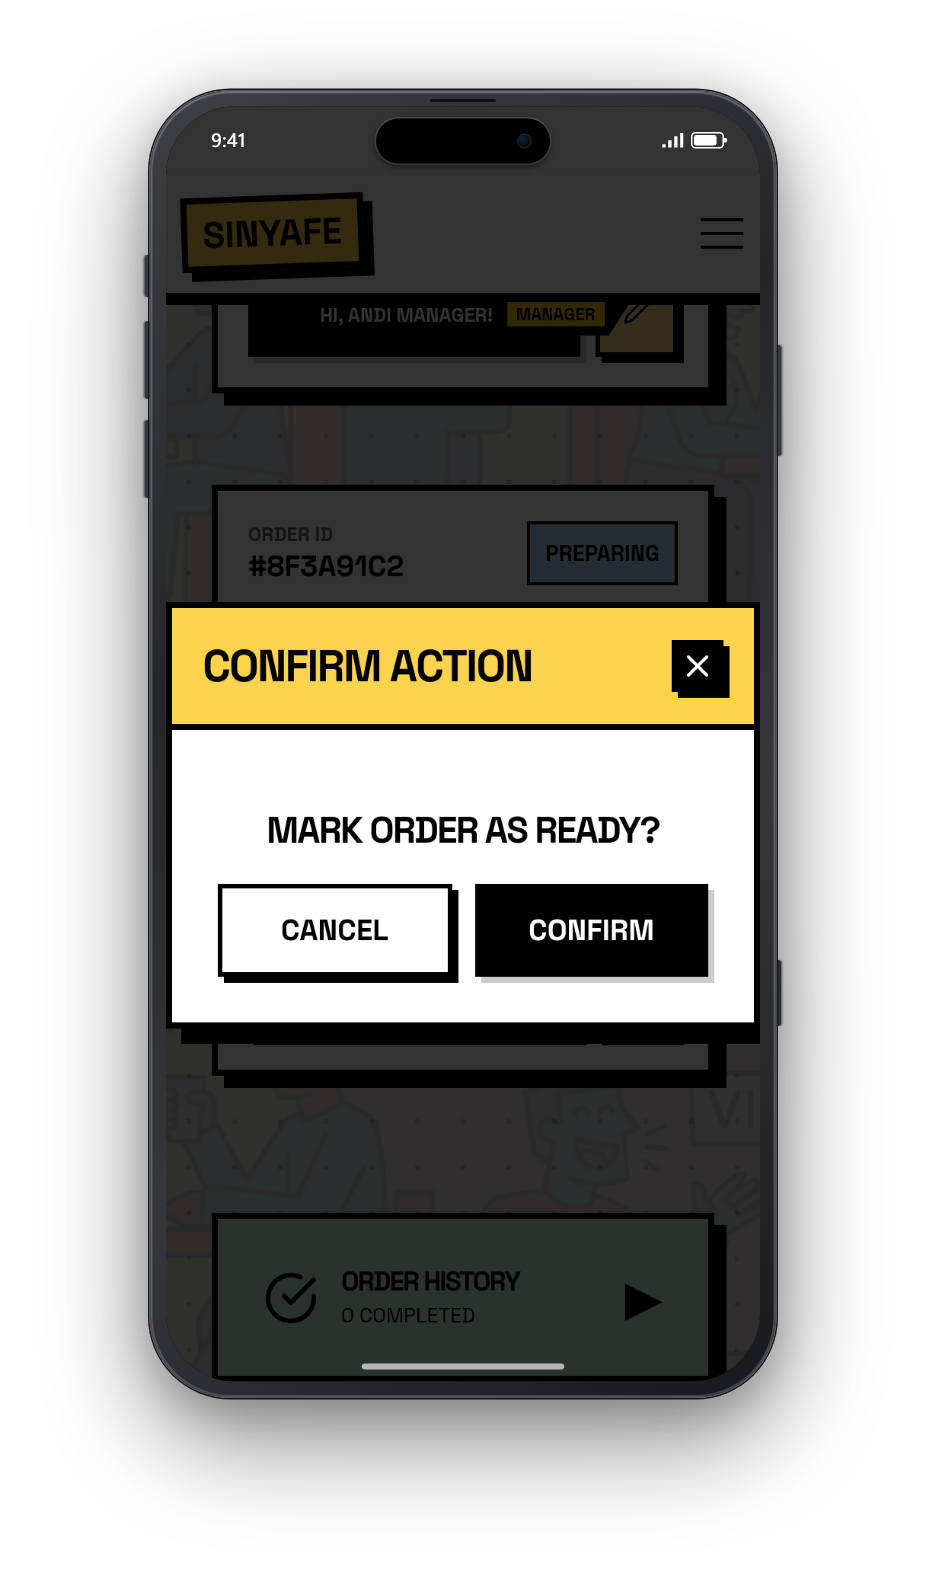 9:41
SINYAFE
HI, ANDI MANAGER! MANAGER
ORDER ID
#8F3A91C2
PREPARING
CONFIRM ACTION
MARK ORDER AS READY?
CANCEL
CONFIRM
VI
ORDER HISTORY
0 COMPLETED